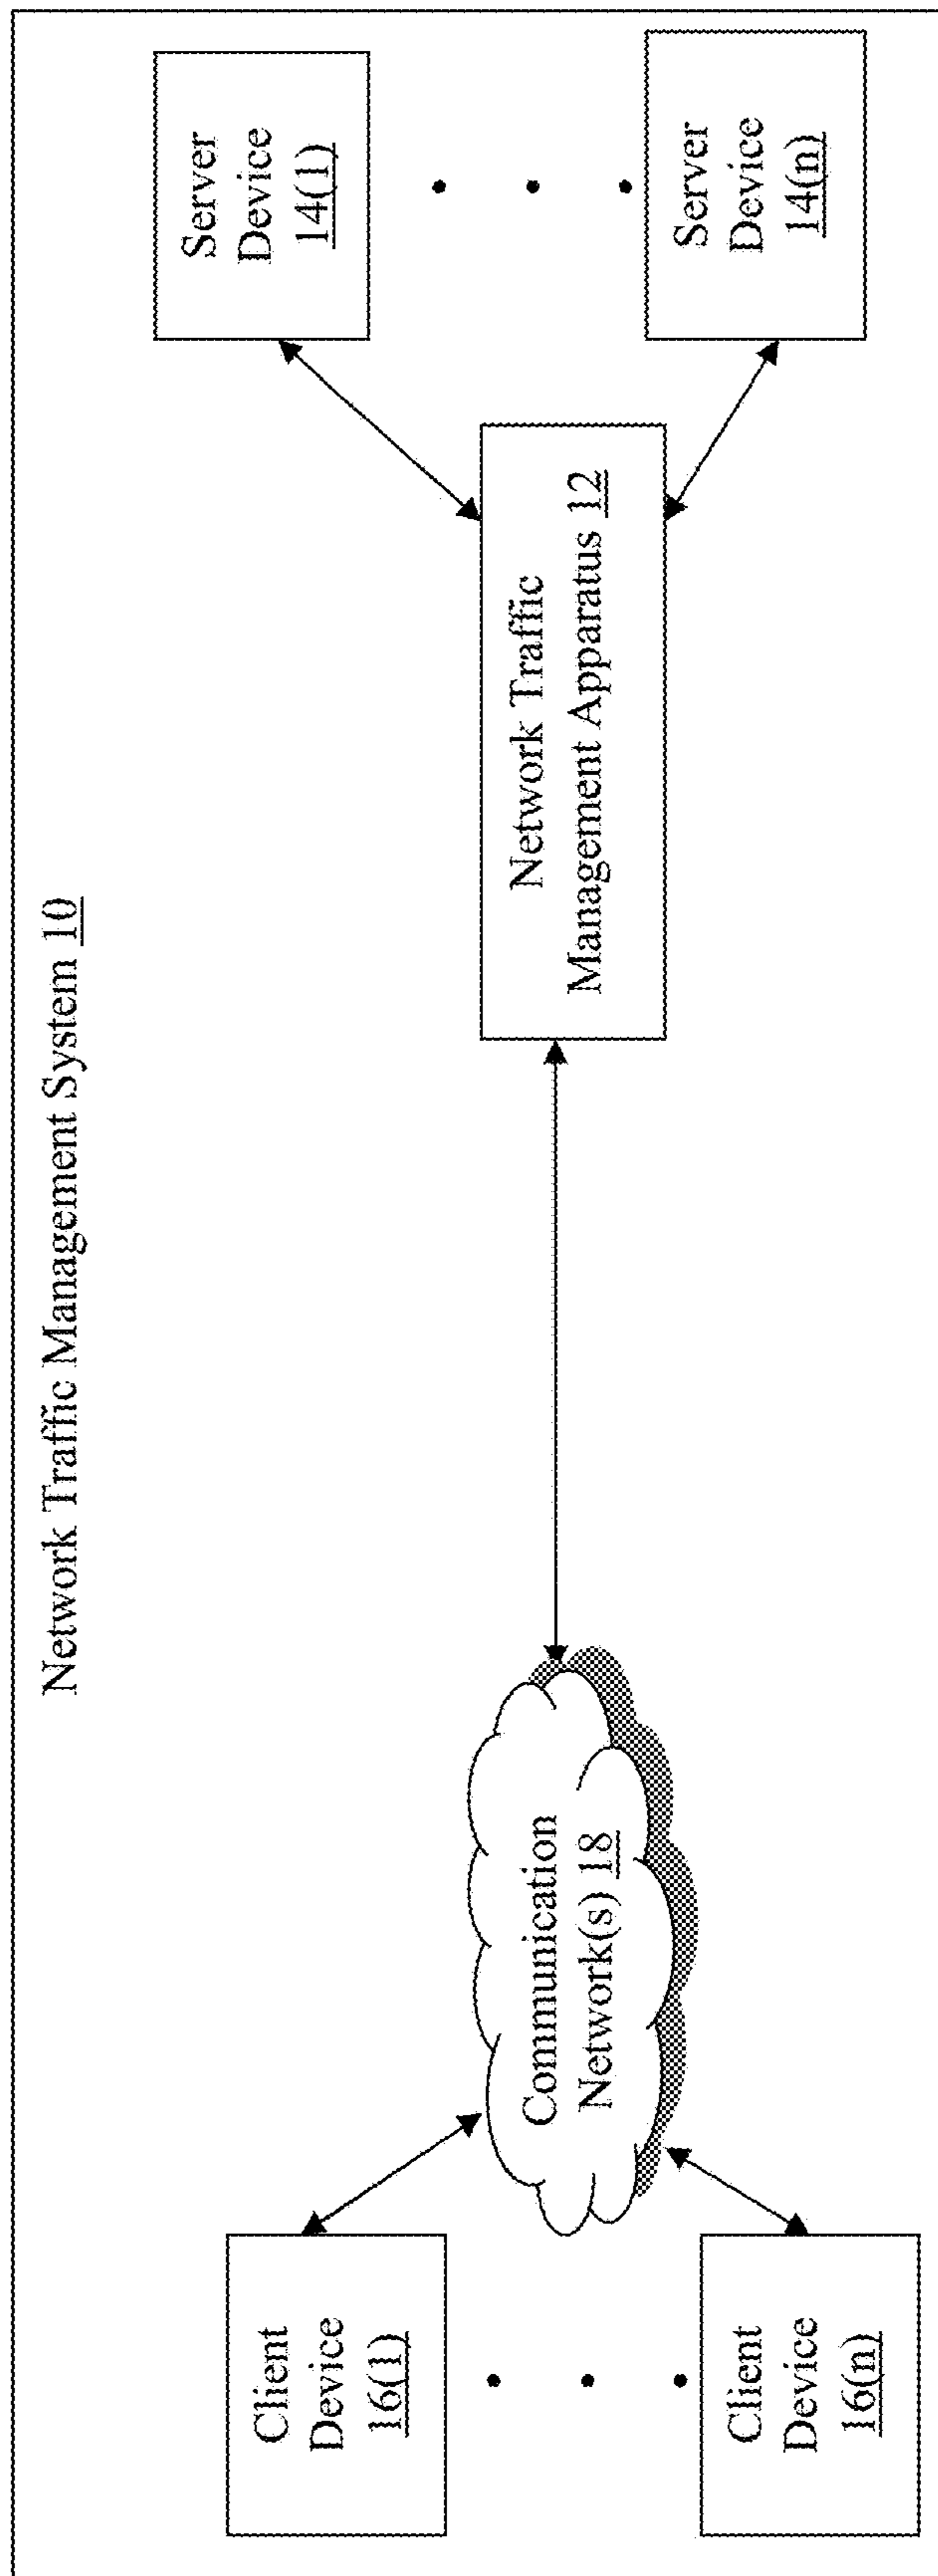 Network Traffic Management System 10
Client
Device
16(1)
Client
Device
16(n)
Communication
Network(s) 18
Network Traffic
Management Apparatus 12
Server
Device
14(1)
Server
Device
14(n)